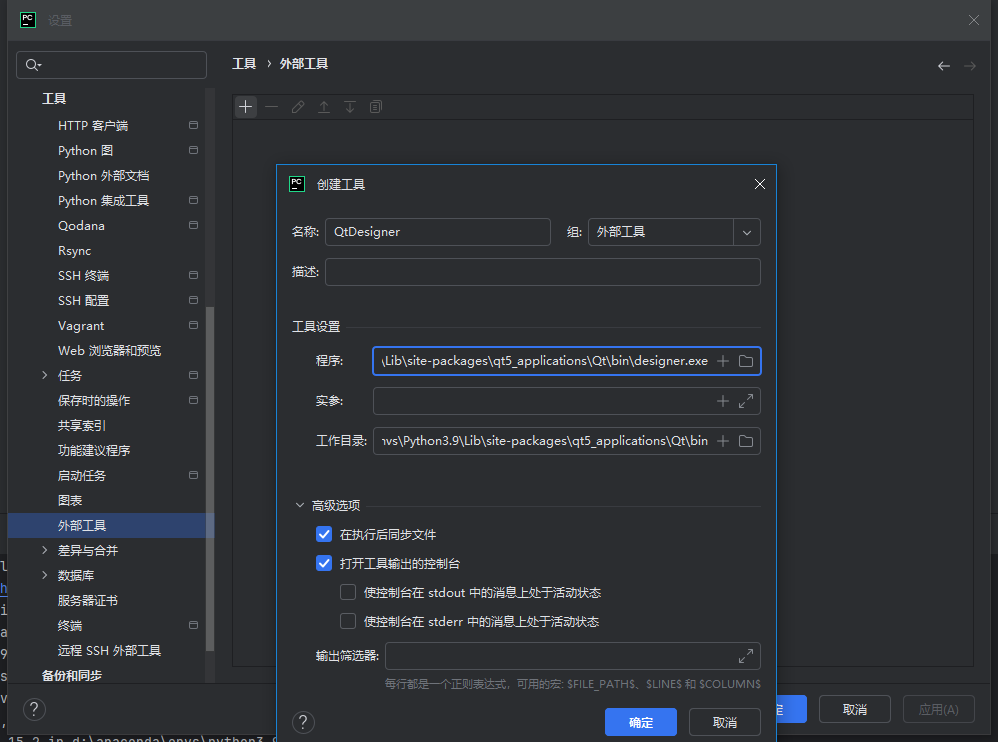 PC 设置
工具 › 外部工具
工具
HTTP 客户端
Python 图
Python 外部文档
Python 集成工具
Qodana
Rsync
SSH 终端
SSH 配置
Vagrant
Web 浏览器和预览
任务
保存时的操作
共享索引
功能建议程序
启动任务
图表
外部工具
差异与合并
数据库
服务器证书
终端
远程 SSH 外部工具
备份和同步
PC 创建工具
名称: QtDesigner 组: 外部工具
描述:
工具设置
程序: \Lib\site-packages\qt5_applications\Qt\bin\designer.exe
实参:
工作目录: nvs\Python3.9\Lib\site-packages\qt5_applications\Qt\bin
高级选项
在执行后同步文件
打开工具输出的控制台
使控制台在 stdout 中的消息上处于活动状态
使控制台在 stderr 中的消息上处于活动状态
输出筛选器:
每行都是一个正则表达式，可用的宏: $FILE_PATH$、$LINE$ 和 $COLUMN$
? 确定 取消
? 定 取消 应用(A)
15.2 in d:\anaconda\envs\python3.9